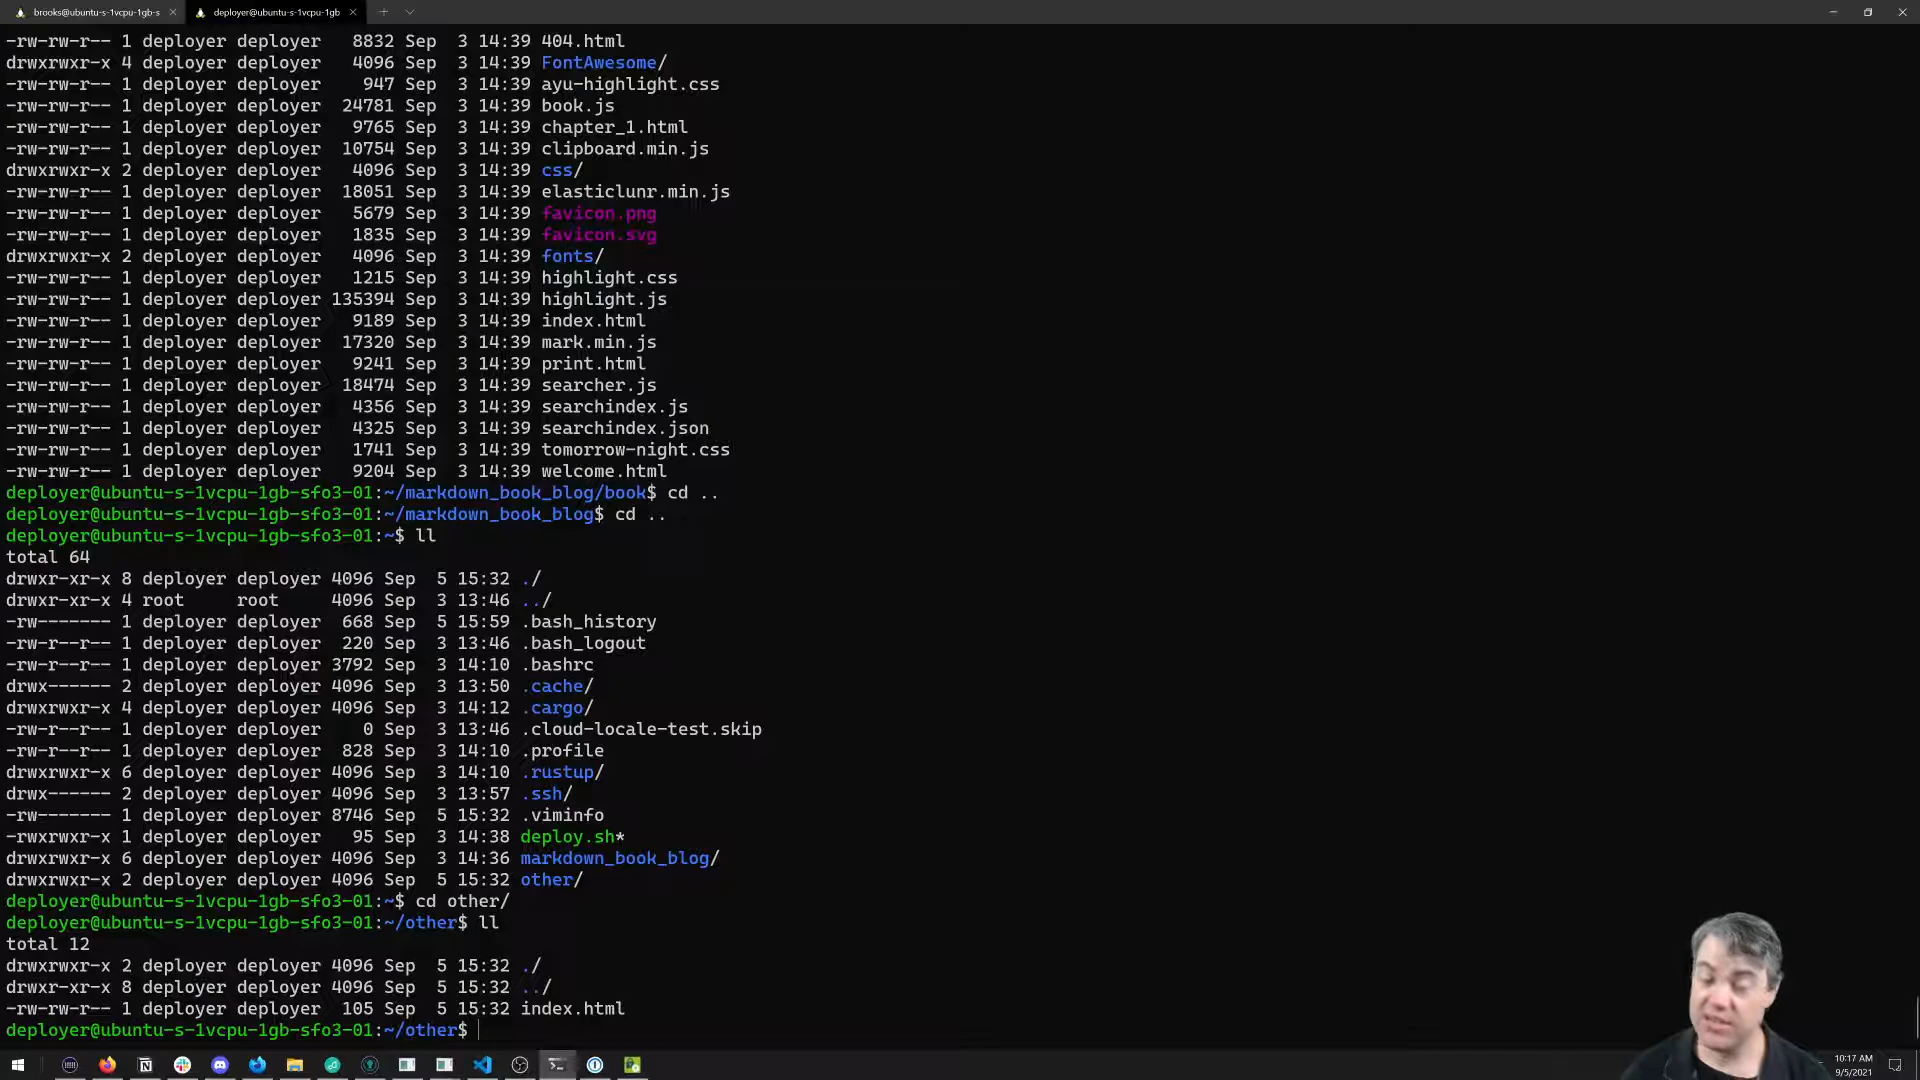 brooks@ubuntu-s-1vcpu-1gb-s
deployer@ubuntu-s-1vcpu-1gb
-rw-rw-r-- 1 deployer deployer   8832 Sep  3 14:39 404.html
drwxrwxr-x 4 deployer deployer   4096 Sep  3 14:39 FontAwesome/
-rw-rw-r-- 1 deployer deployer    947 Sep  3 14:39 ayu-highlight.css
-rw-rw-r-- 1 deployer deployer  24781 Sep  3 14:39 book.js
-rw-rw-r-- 1 deployer deployer   9765 Sep  3 14:39 chapter_1.html
-rw-rw-r-- 1 deployer deployer  10754 Sep  3 14:39 clipboard.min.js
drwxrwxr-x 2 deployer deployer   4096 Sep  3 14:39 css/
-rw-rw-r-- 1 deployer deployer  18051 Sep  3 14:39 elasticlunr.min.js
-rw-rw-r-- 1 deployer deployer   5679 Sep  3 14:39 favicon.png
-rw-rw-r-- 1 deployer deployer   1835 Sep  3 14:39 favicon.svg
drwxrwxr-x 2 deployer deployer   4096 Sep  3 14:39 fonts/
-rw-rw-r-- 1 deployer deployer   1215 Sep  3 14:39 highlight.css
-rw-rw-r-- 1 deployer deployer 135394 Sep  3 14:39 highlight.js
-rw-rw-r-- 1 deployer deployer   9189 Sep  3 14:39 index.html
-rw-rw-r-- 1 deployer deployer  17320 Sep  3 14:39 mark.min.js
-rw-rw-r-- 1 deployer deployer   9241 Sep  3 14:39 print.html
-rw-rw-r-- 1 deployer deployer  18474 Sep  3 14:39 searcher.js
-rw-rw-r-- 1 deployer deployer   4356 Sep  3 14:39 searchindex.js
-rw-rw-r-- 1 deployer deployer   4325 Sep  3 14:39 searchindex.json
-rw-rw-r-- 1 deployer deployer   1741 Sep  3 14:39 tomorrow-night.css
-rw-rw-r-- 1 deployer deployer   9204 Sep  3 14:39 welcome.html
deployer@ubuntu-s-1vcpu-1gb-sfo3-01:~/markdown_book_blog/book$ cd ..
deployer@ubuntu-s-1vcpu-1gb-sfo3-01:~/markdown_book_blog$ cd ..
deployer@ubuntu-s-1vcpu-1gb-sfo3-01:~$ ll
total 64
drwxr-xr-x 8 deployer deployer 4096 Sep  5 15:32 ./
drwxr-xr-x 4 root     root     4096 Sep  3 13:46 ../
-rw------- 1 deployer deployer  668 Sep  5 15:59 .bash_history
-rw-r--r-- 1 deployer deployer  220 Sep  3 13:46 .bash_logout
-rw-r--r-- 1 deployer deployer 3792 Sep  3 14:10 .bashrc
drwx------ 2 deployer deployer 4096 Sep  3 13:50 .cache/
drwxrwxr-x 4 deployer deployer 4096 Sep  3 14:12 .cargo/
-rw-r--r-- 1 deployer deployer    0 Sep  3 13:46 .cloud-locale-test.skip
-rw-r--r-- 1 deployer deployer  828 Sep  3 14:10 .profile
drwxrwxr-x 6 deployer deployer 4096 Sep  3 14:10 .rustup/
drwx------ 2 deployer deployer 4096 Sep  3 13:57 .ssh/
-rw------- 1 deployer deployer 8746 Sep  5 15:32 .viminfo
-rwxrwxr-x 1 deployer deployer   95 Sep  3 14:38 deploy.sh*
drwxrwxr-x 6 deployer deployer 4096 Sep  3 14:36 markdown_book_blog/
drwxrwxr-x 2 deployer deployer 4096 Sep  5 15:32 other/
deployer@ubuntu-s-1vcpu-1gb-sfo3-01:~$ cd other/
deployer@ubuntu-s-1vcpu-1gb-sfo3-01:~/other$ ll
total 12
drwxrwxr-x 2 deployer deployer 4096 Sep  5 15:32 ./
drwxrwxr-x 8 deployer deployer 4096 Sep  5 15:32 ../
-rw-rw-r-- 1 deployer deployer  105 Sep  5 15:32 index.html
deployer@ubuntu-s-1vcpu-1gb-sfo3-01:~/other$
10:17 AM
9/5/2021